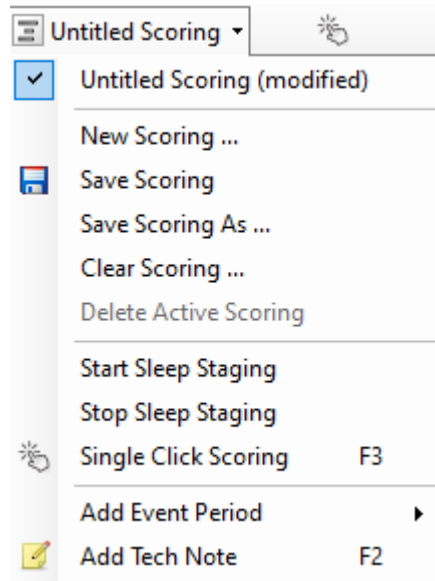 Untitled Scoring
Untitled Scoring (modified)
New Scoring ...
Save Scoring
Save Scoring As ...
Clear Scoring ...
Delete Active Scoring
Start Sleep Staging
Stop Sleep Staging
Single Click Scoring F3
Add Event Period
Add Tech Note F2